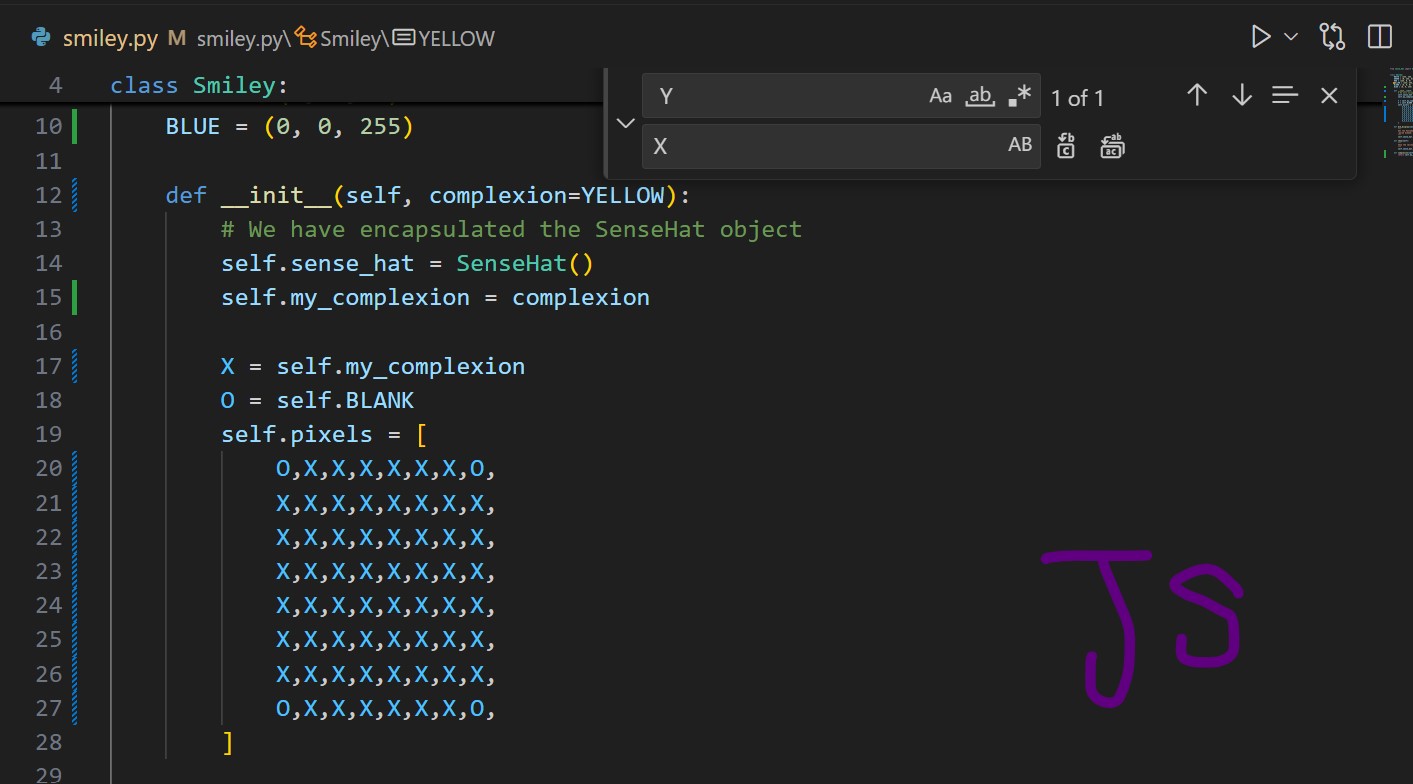 smiley.py M smiley.py\Smiley\YELLOW
4 class Smiley:
Y Aa ab .* 1 of 1
X AB
10 BLUE = (0, 0, 255)
11
12 def __init__(self, complexion=YELLOW):
13 # We have encapsulated the SenseHat object
14 self.sense_hat = SenseHat()
15 self.my_complexion = complexion
16
17 X = self.my_complexion
18 O = self.BLANK
19 self.pixels = [
20 O,X,X,X,X,X,X,O,
21 X,X,X,X,X,X,X,X,
22 X,X,X,X,X,X,X,X,
23 X,X,X,X,X,X,X,X,
24 X,X,X,X,X,X,X,X,
25 X,X,X,X,X,X,X,X,
26 X,X,X,X,X,X,X,X,
27 O,X,X,X,X,X,X,O,
28 ]
29
JS